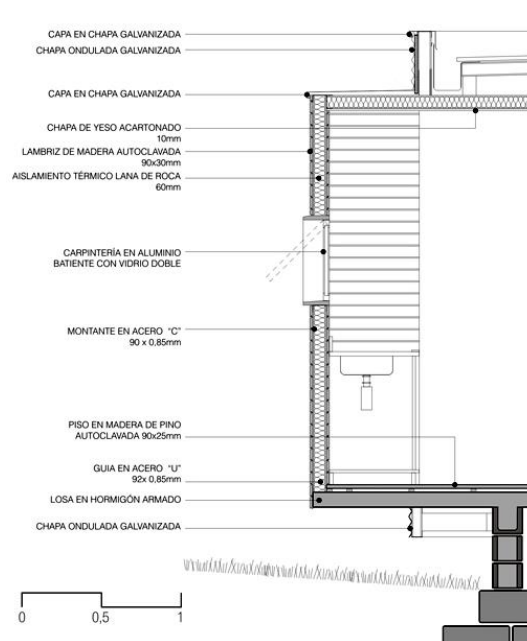 CAPA EN CHAPA GALVANIZADA
CHAPA ONDULADA GALVANIZADA
CAPA EN CHAPA GALVANIZADA
CHAPA DE YESO ACARTONADO
10mm
LAMBRIZ DE MADERA AUTOCLAVADA
90x30mm
AISLAMIENTO TÉRMICO LANA DE ROCA
60mm
CARPINTERÍA EN ALUMINIO
BATIENTE CON VIDRIO DOBLE
MONTANTE EN ACERO "C"
90 x 0,85mm
PISO EN MADERA DE PINO
AUTOCLAVADA 90x25mm
GUIA EN ACERO "U"
92x 0,85mm
LOSA EN HORMIGÓN ARMADO
CHAPA ONDULADA GALVANIZADA
0 0,5 1